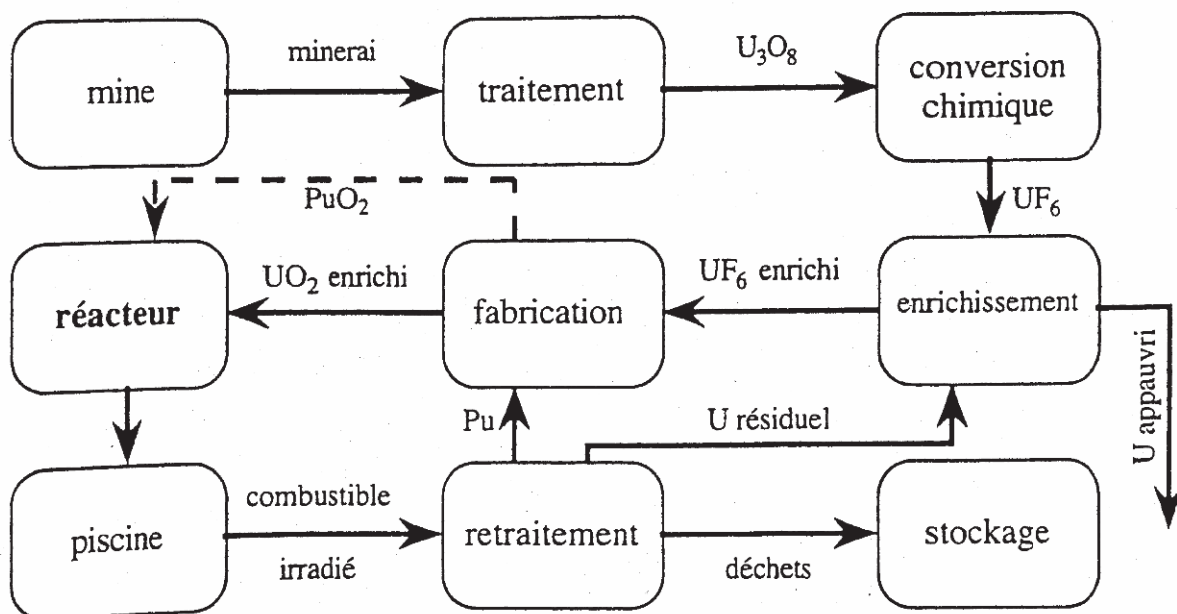 mine
minerai
traitement
U₃O₈
conversion
chimique
PuO₂
UF₆
réacteur
UO₂ enrichi
fabrication
UF₆ enrichi
enrichissement
U appauvri
Pu
U résiduel
piscine
combustible
irradié
retraitement
déchets
stockage